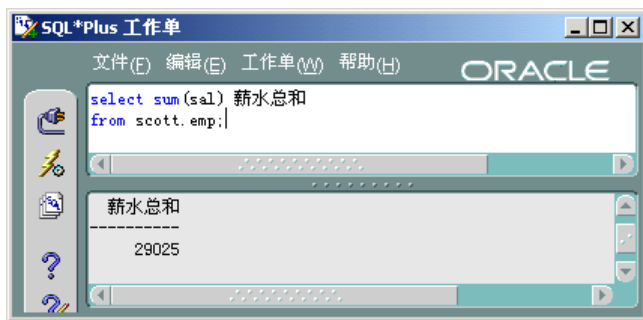 SQL*Plus 工作单
文件(F) 编辑(E) 工作单(W) 帮助(H)
ORACLE
select sum(sal) 薪水总和
from scott.emp;
薪水总和
----------
29025